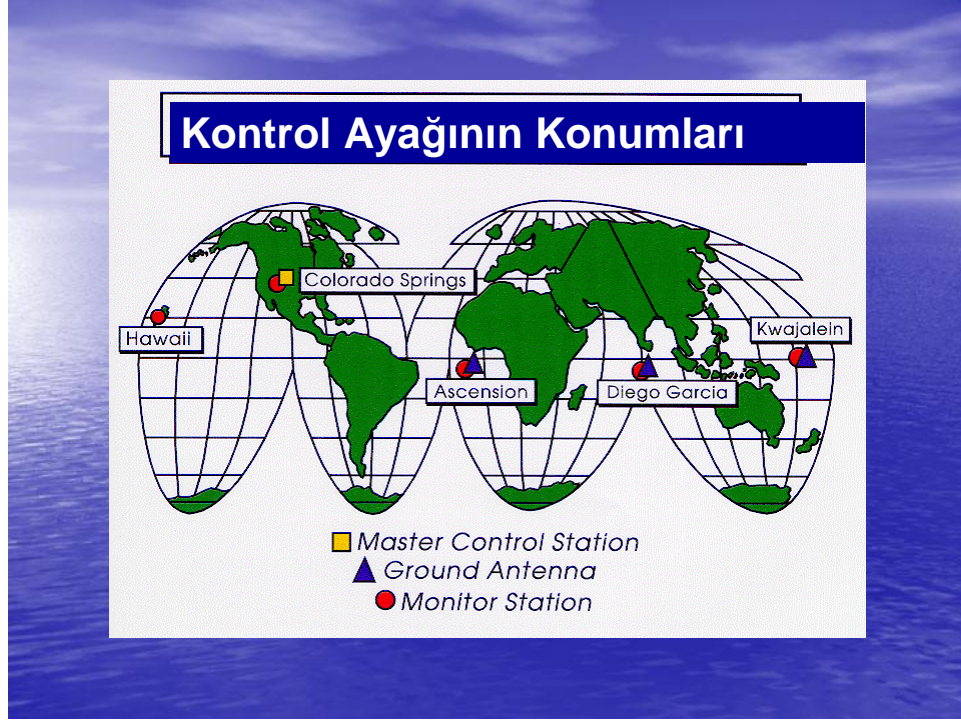 Kontrol Ayağının Konumları
Colorado Springs
Kwajalein
Hawaii
Ascension
Diego Garcia
Master Control Station
Ground Antenna
Monitor Station